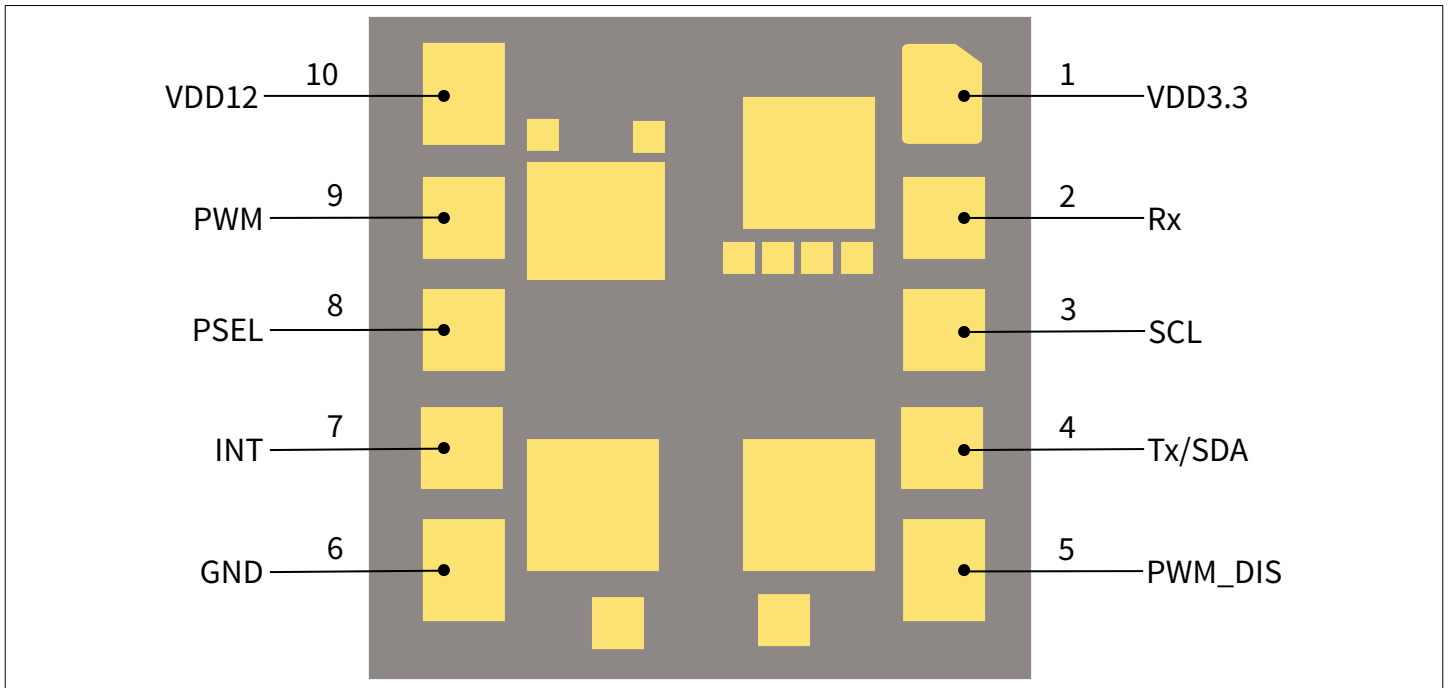 10
VDD12
1
VDD3.3
9
PWM
2
Rx
8
PSEL
3
SCL
7
INT
4
Tx/SDA
6
GND
5
PWM_DIS